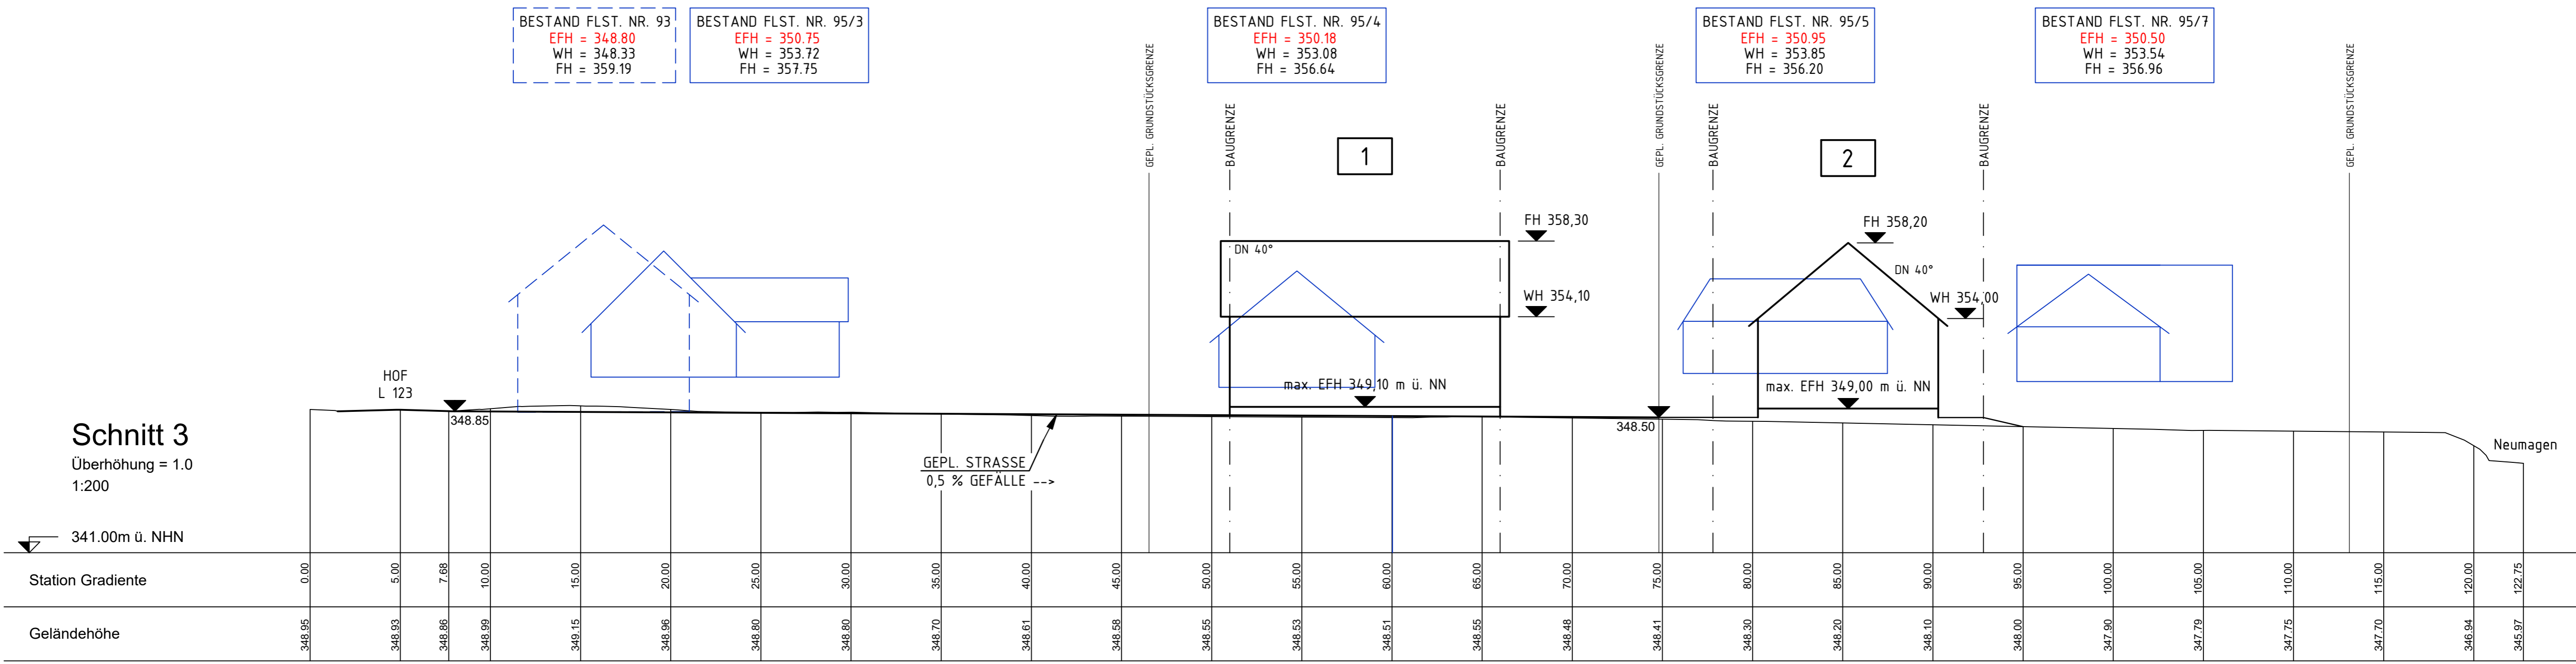 BESTAND FLST. NR. 93
EFH = 348.80
WH = 348.33
FH = 359.19
BESTAND FLST. NR. 95/3
EFH = 350.75
WH = 353.72
FH = 357.75
BESTAND FLST. NR. 95/4
EFH = 350.18
WH = 353.08
FH = 356.64
BESTAND FLST. NR. 95/5
EFH = 350.95
WH = 353.85
FH = 356.20
BESTAND FLST. NR. 95/7
EFH = 350.50
WH = 353.54
FH = 356.96
GEPL. GRUNDSTÜCKSGRENZE
BAUGRENZE
1
BAUGRENZE
GEPL. GRUNDSTÜCKSGRENZE
BAUGRENZE
2
BAUGRENZE
GEPL. GRUNDSTÜCKSGRENZE
FH 358,30
DN 40°
WH 354,10
max. EFH 349,10 m ü. NN
FH 358,20
DN 40°
WH 354,00
max. EFH 349,00 m ü. NN
HOF
L 123
348.85
348.50
GEPL. STRASSE
0,5 % GEFÄLLE -->
Neumagen
Schnitt 3
Überhöhung = 1.0
1:200
341.00m ü. NHN
Station Gradiente
0.00
5.00
7.68
10.00
15.00
20.00
25.00
30.00
35.00
40.00
45.00
50.00
55.00
60.00
65.00
70.00
75.00
80.00
85.00
90.00
95.00
100.00
105.00
110.00
115.00
120.00
122.75
Geländehöhe
348.95
348.93
348.86
348.99
349.15
348.96
348.80
348.80
348.70
348.61
348.58
348.55
348.53
348.51
348.55
348.48
348.41
348.30
348.20
348.10
348.00
347.90
347.79
347.75
347.70
346.94
345.97